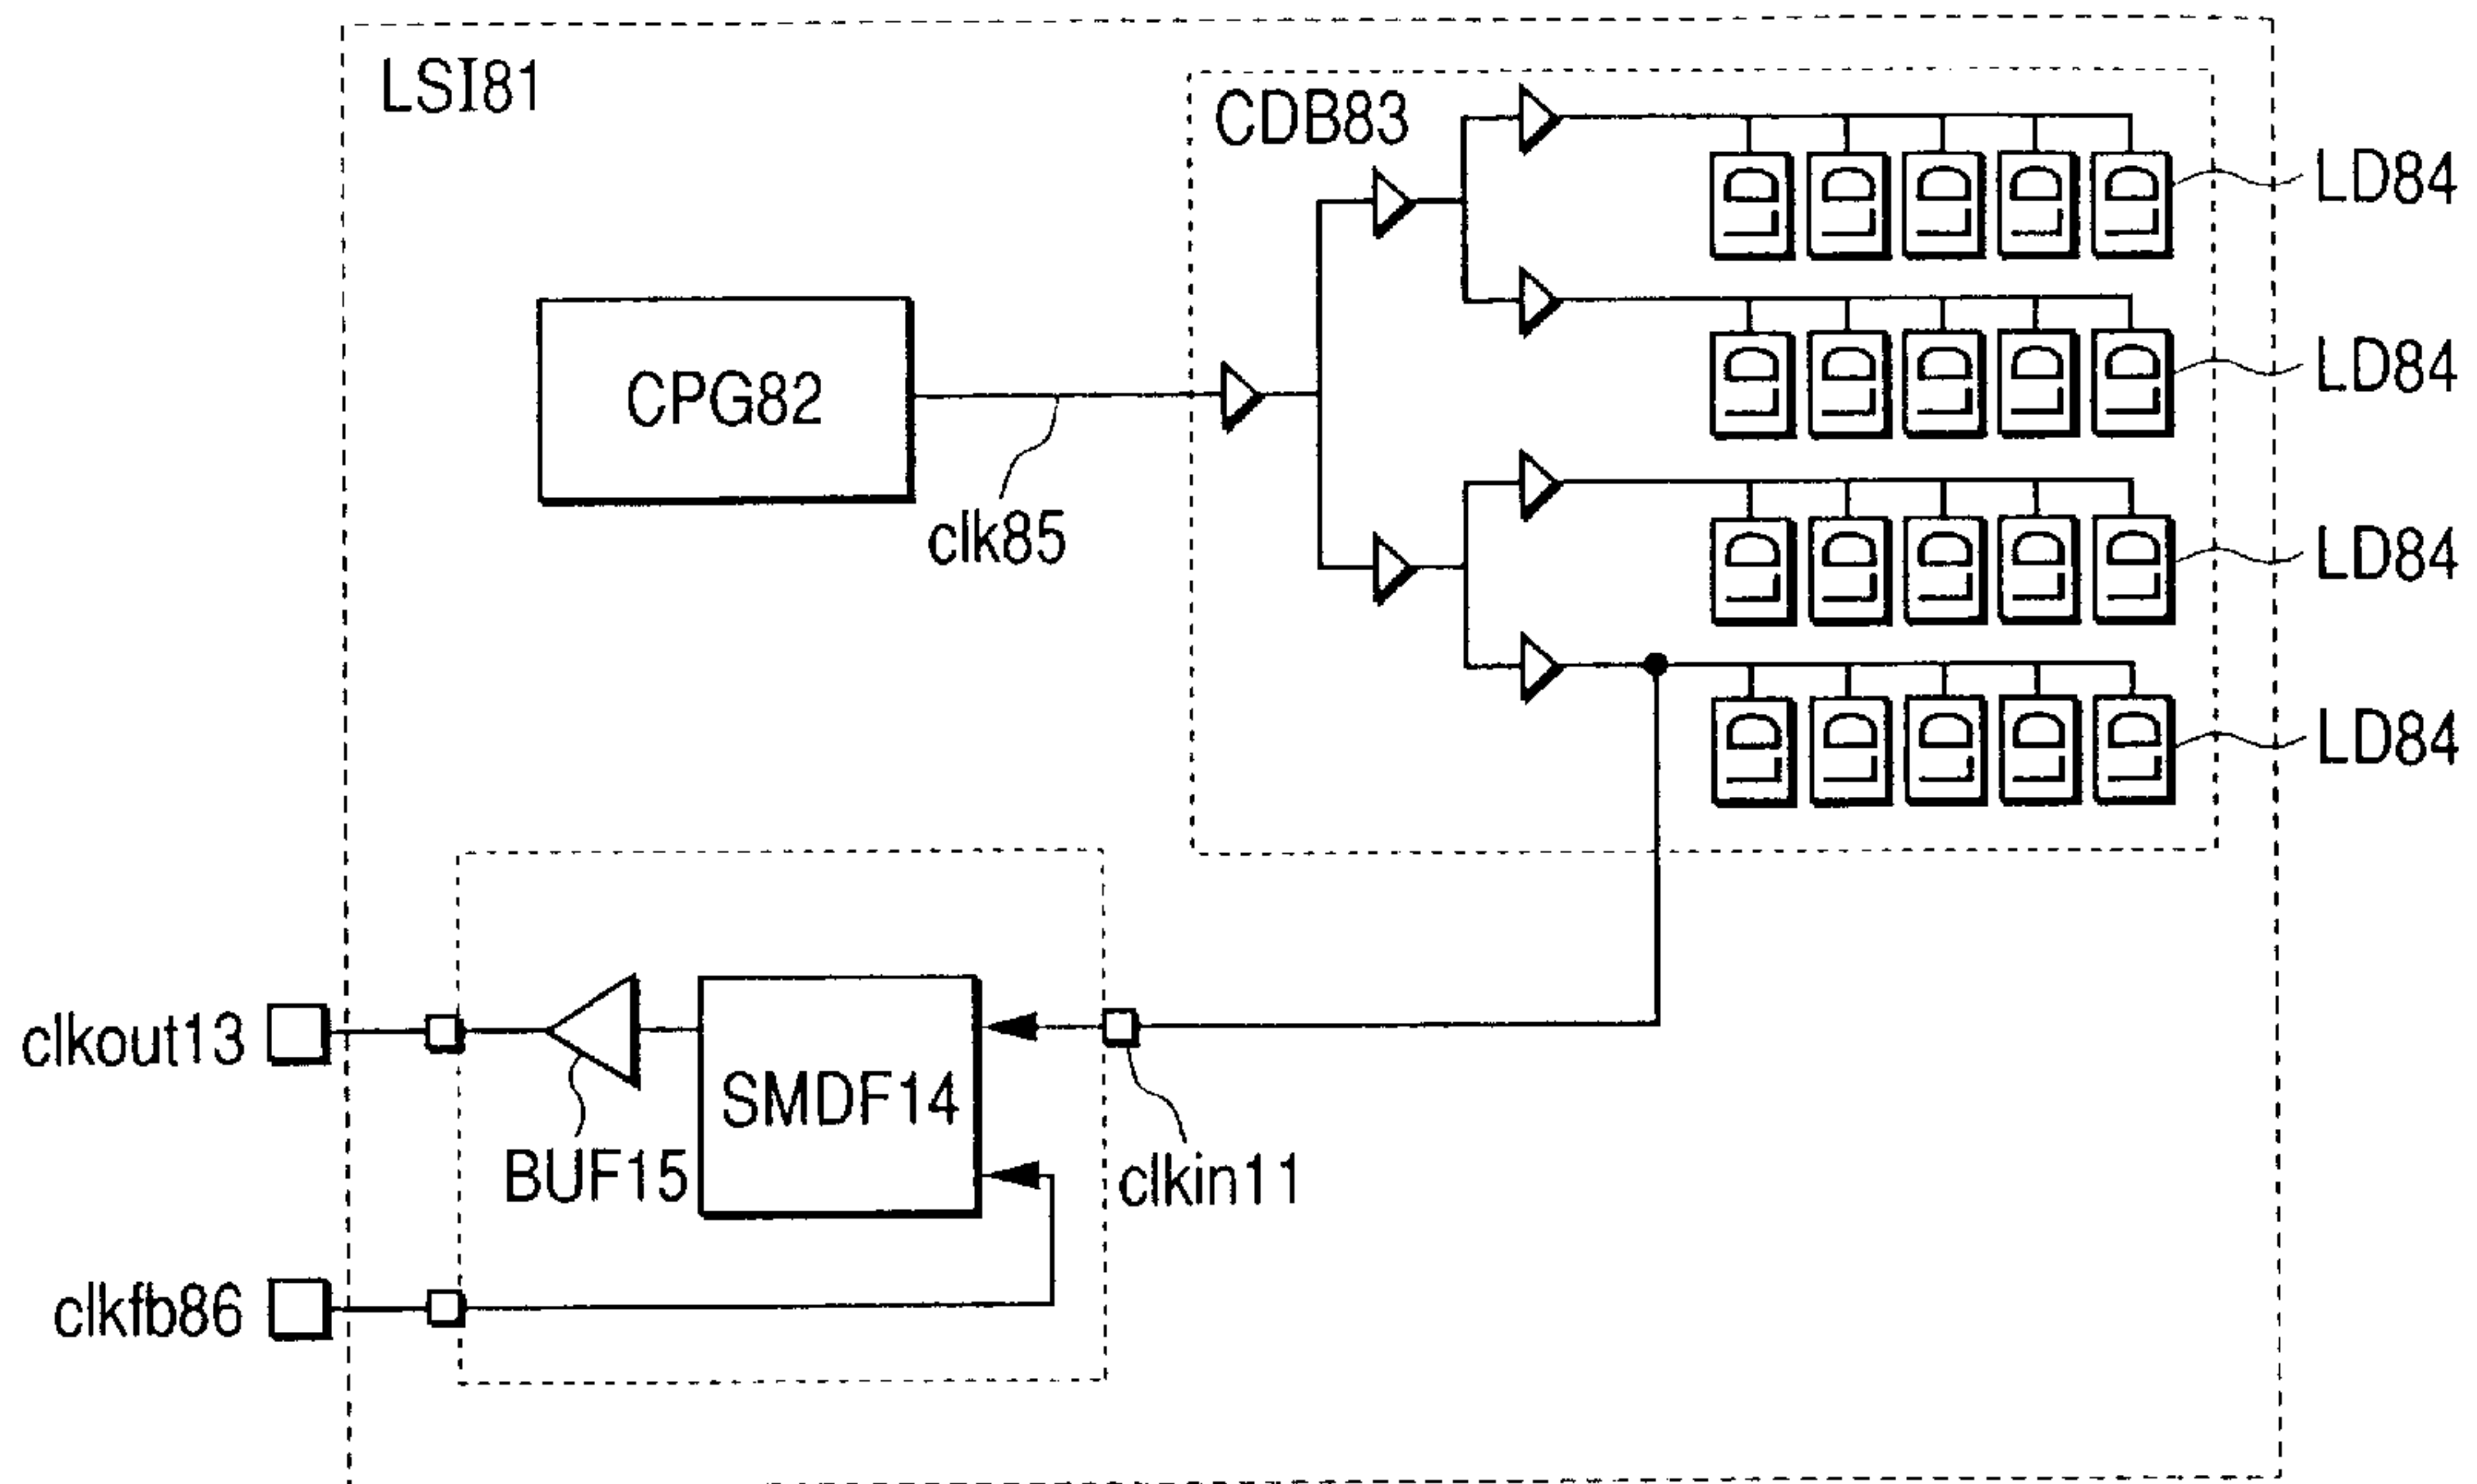 LSI81
CDB83
LD LD LD LD LD
LD84
LD LD LD LD LD
LD84
CPG82
clk85
LD LD LD LD LD
LD84
LD LD LD LD LD
LD84
clkout13
SMDF14
BUF15
clkin11
clkfb86